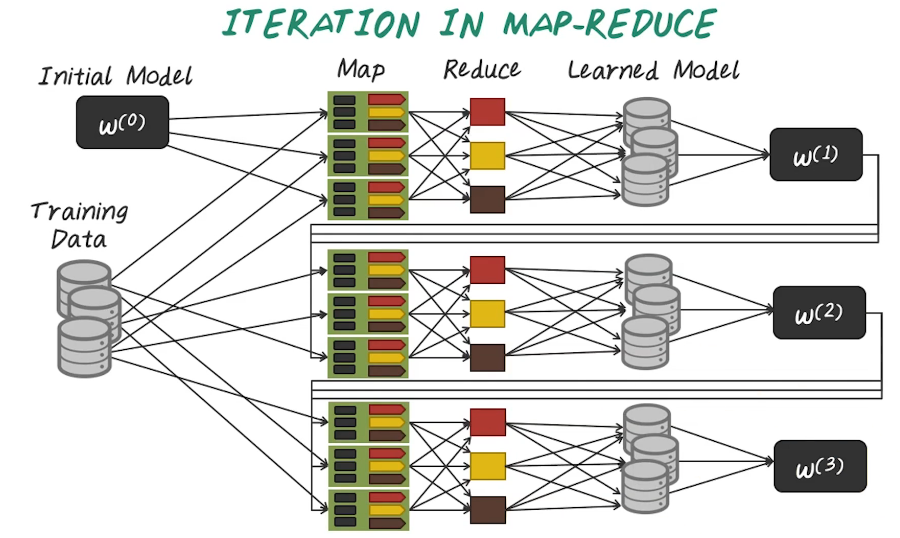 ITERATION IN MAP-REDUCE
Initial Model
Map
Reduce
Learned Model
w(0)
w(1)
Training
Data
w(2)
w(3)